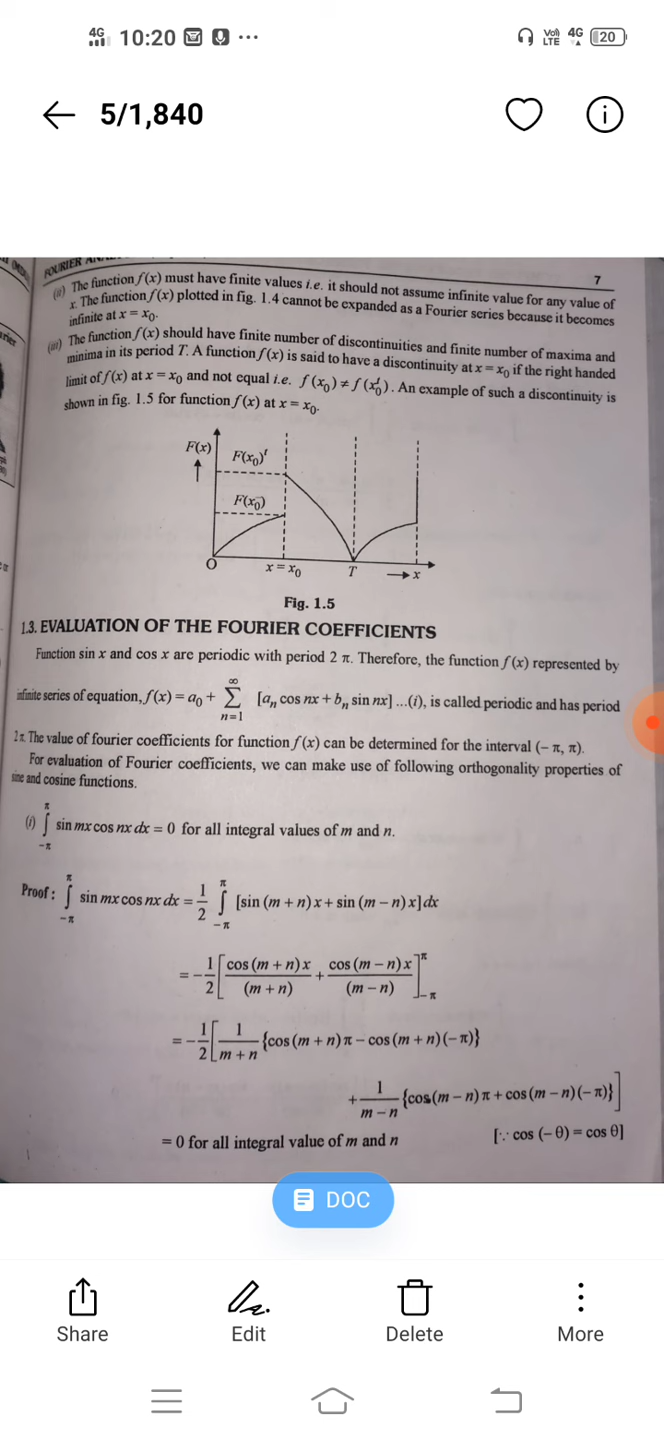 4G 10:20 ...
Vo) LTE 4G 20
5/1,840
FOURIER
7
(ii) The function f(x) must have finite values i.e. it should not assume infinite value for any value of
x. The function f(x) plotted in fig. 1.4 cannot be expanded as a Fourier series because it becomes
infinite at x = x₀.
(iii) The function f(x) should have finite number of discontinuities and finite number of maxima and
minima in its period T. A function f(x) is said to have a discontinuity at x = x₀ if the right handed
limit of f(x) at x = x₀ and not equal i.e. f(x₀) ≠ f(x₀′). An example of such a discontinuity is
shown in fig. 1.5 for function f(x) at x = x₀.
F(x)
F(x₀)′
F(x₀⁻)
O
x = x₀
T
→ x
Fig. 1.5
1.3. EVALUATION OF THE FOURIER COEFFICIENTS
Function sin x and cos x are periodic with period 2 π. Therefore, the function f(x) represented by
infinite series of equation, f(x) = a₀ + ∑_{n=1}^{∞} [aₙ cos nx + bₙ sin nx] ...(i), is called periodic and has period
2 π. The value of fourier coefficients for function f(x) can be determined for the interval (– π, π).
For evaluation of Fourier coefficients, we can make use of following orthogonality properties of
sine and cosine functions.
(i) ∫_{-π}^{π} sin mx cos nx dx = 0 for all integral values of m and n.
Proof : ∫_{-π}^{π} sin mx cos nx dx = 1/2 ∫_{-π}^{π} [sin (m + n) x + sin (m – n) x] dx
= – 1/2 [cos (m + n) x / (m + n) + cos (m – n) x / (m – n)]_{-π}^{π}
= – 1/2 [1/(m + n) {cos (m + n) π – cos (m + n) (– π)}
+ 1/(m – n) {cos (m – n) π + cos (m – n) (– π)}]
= 0 for all integral value of m and n [∵ cos (– θ) = cos θ]
DOC
Share Edit Delete More